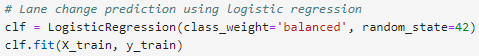 # Lane change prediction using Logistic regression
clf = LogisticRegression(class_weight='balanced', random_state=42)
clf.fit(X_train, y_train)